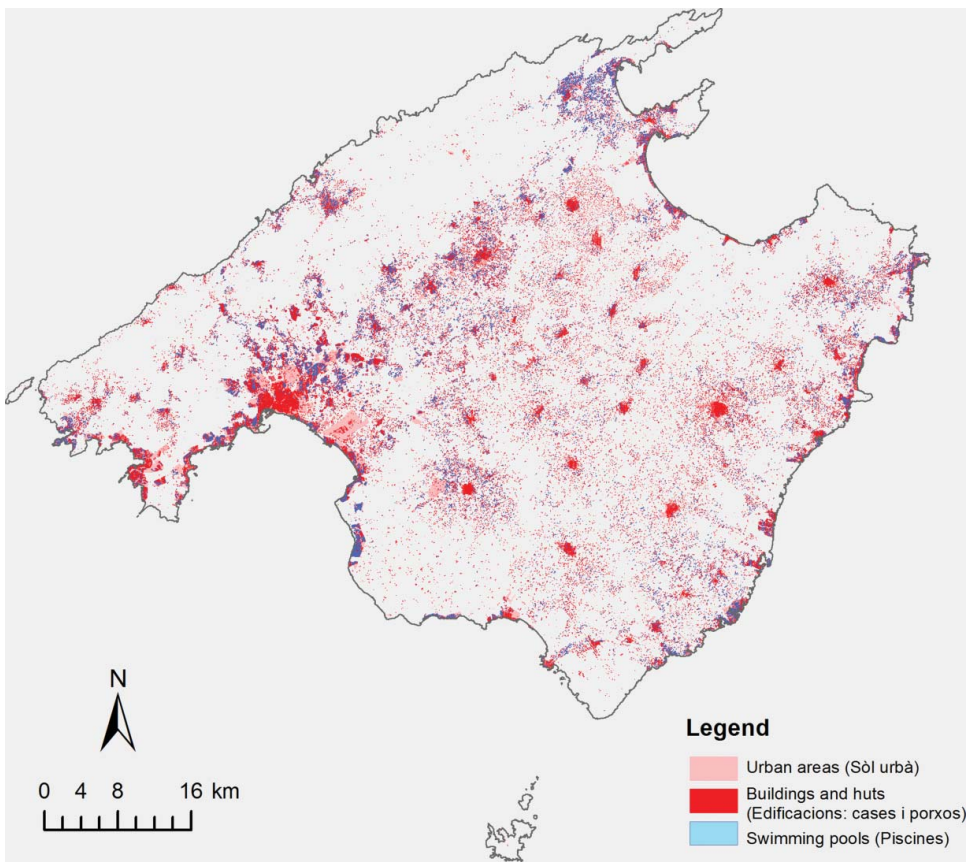 N
0 4 8 16 km
Legend
Urban areas (Sòl urbà)
Buildings and huts
(Edificacions: cases i porxos)
Swimming pools (Piscines)